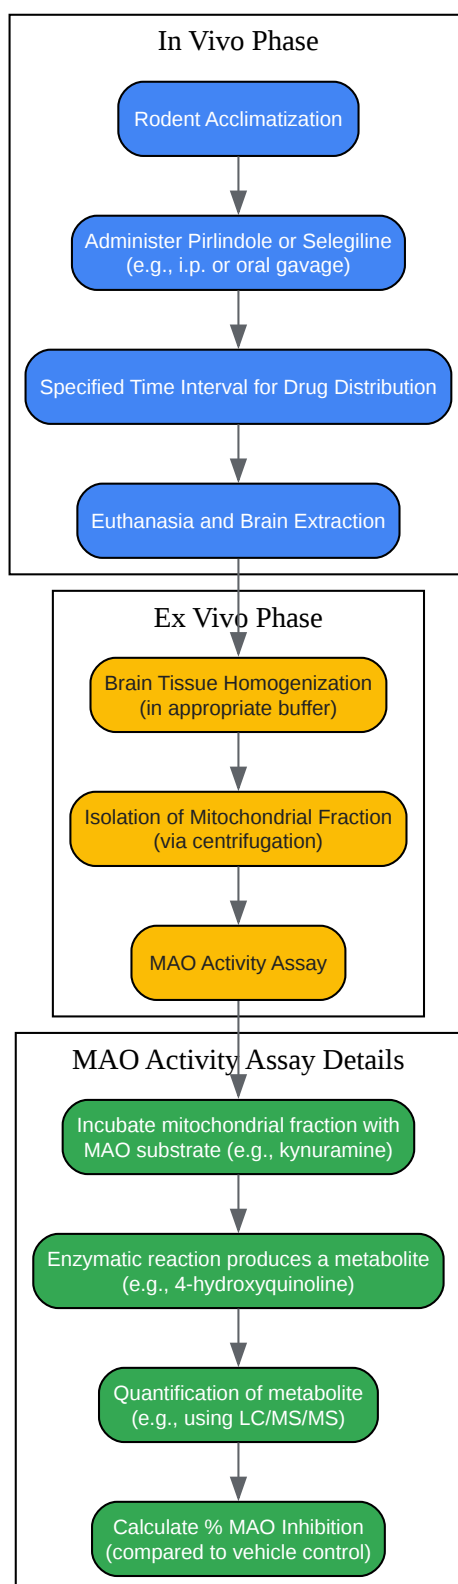 In Vivo Phase
Rodent Acclimatization
Administer Pirlindole or Selegiline
(e.g., i.p. or oral gavage)
Specified Time Interval for Drug Distribution
Euthanasia and Brain Extraction
Ex Vivo Phase
Brain Tissue Homogenization
(in appropriate buffer)
Isolation of Mitochondrial Fraction
(via centrifugation)
MAO Activity Assay
MAO Activity Assay Details
Incubate mitochondrial fraction with
MAO substrate (e.g., kynuramine)
Enzymatic reaction produces a metabolite
(e.g., 4-hydroxyquinoline)
Quantification of metabolite
(e.g., using LC/MS/MS)
Calculate % MAO Inhibition
(compared to vehicle control)